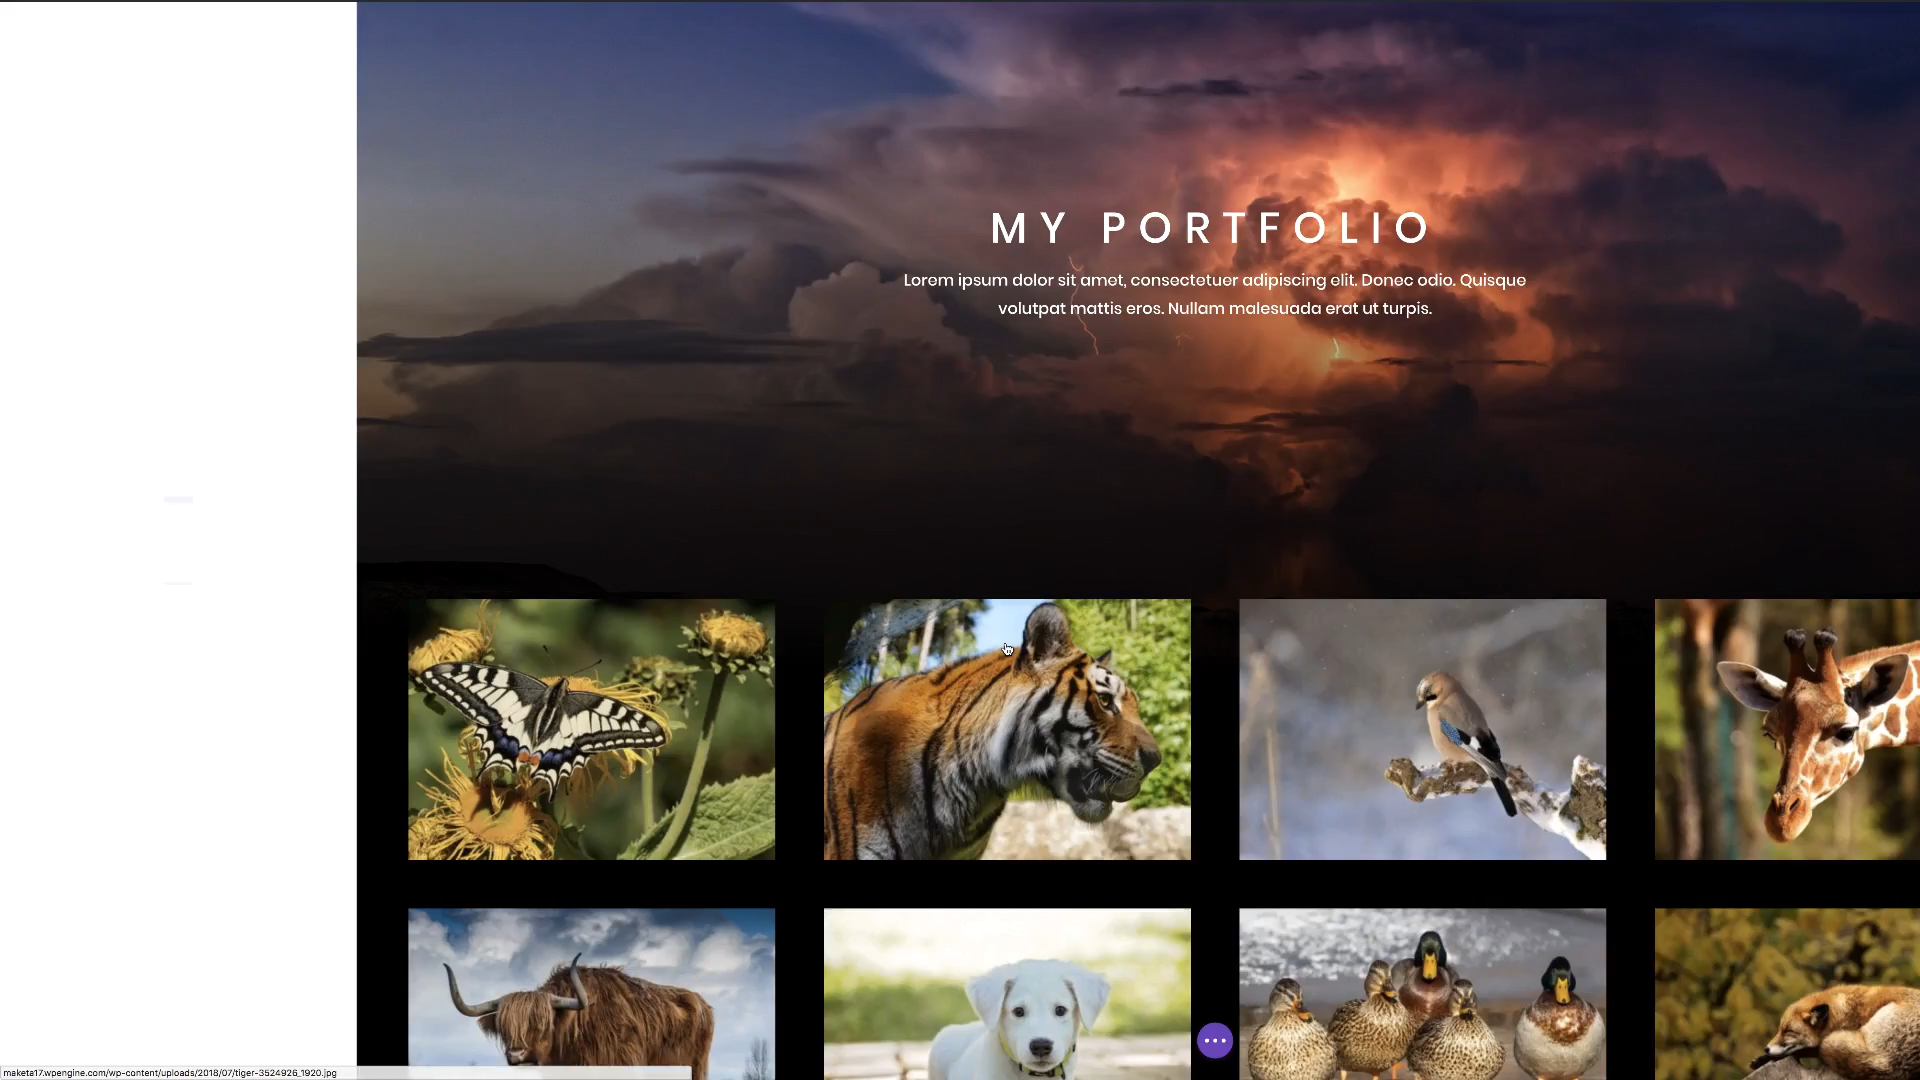 MY PORTFOLIO
Lorem ipsum dolor sit amet, consectetuer adipiscing elit. Donec odio. Quisque
volutpat mattis eros. Nullam malesuada erat ut turpis.
maketa17.wpengine.com/wp-content/uploads/2018/07/tiger-3524926_1920.jpg